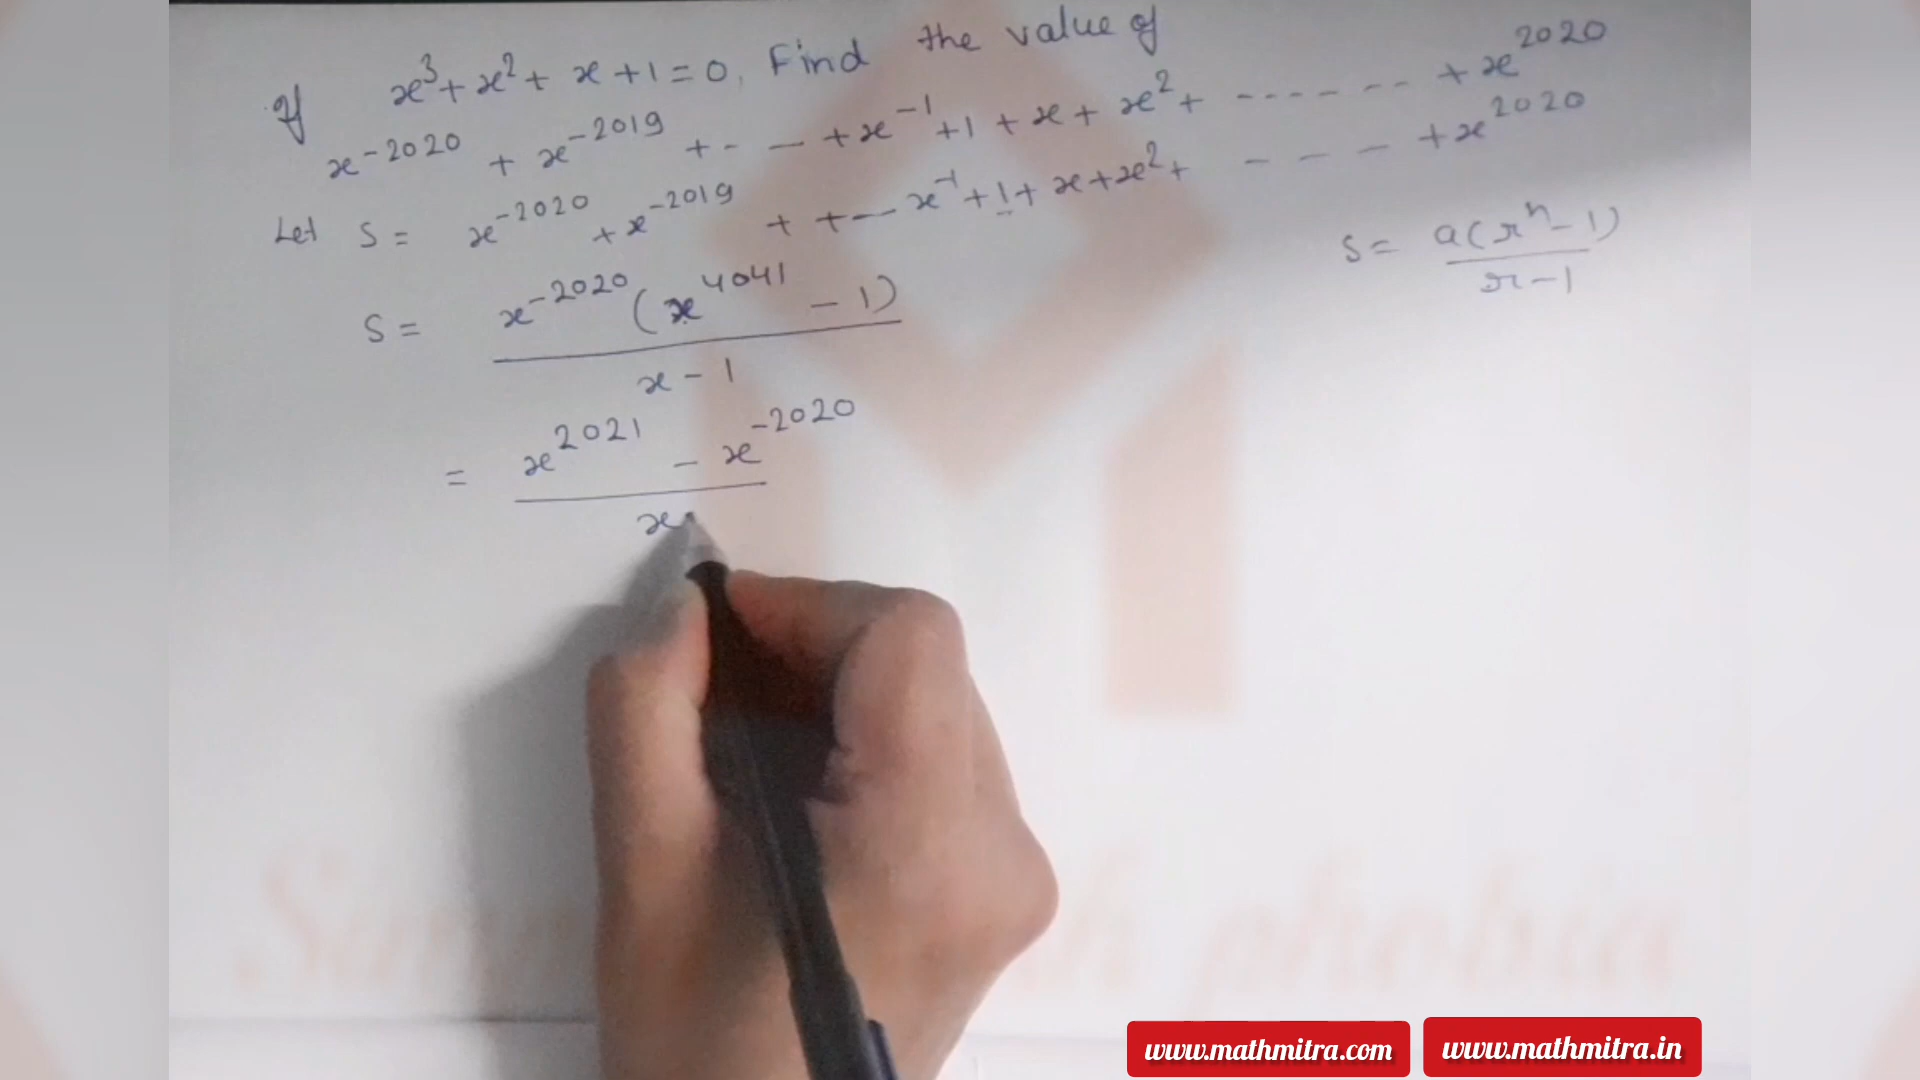 If x³ + x² + x + 1 = 0, Find the value of
x⁻²⁰²⁰ + x⁻²⁰¹⁹ + - — + x⁻¹ + 1 + x + x² + ------- + x²⁰²⁰
Let S = x⁻²⁰²⁰ + x⁻²⁰¹⁹ + + — x⁻¹ + 1 + x + x² + - - - + x²⁰²⁰
S = a(rⁿ - 1) / r - 1
S = x⁻²⁰²⁰ (x⁴⁰⁴¹ - 1) / x - 1
= x²⁰²¹ - x⁻²⁰²⁰ / x
www.mathmitra.com
www.mathmitra.in